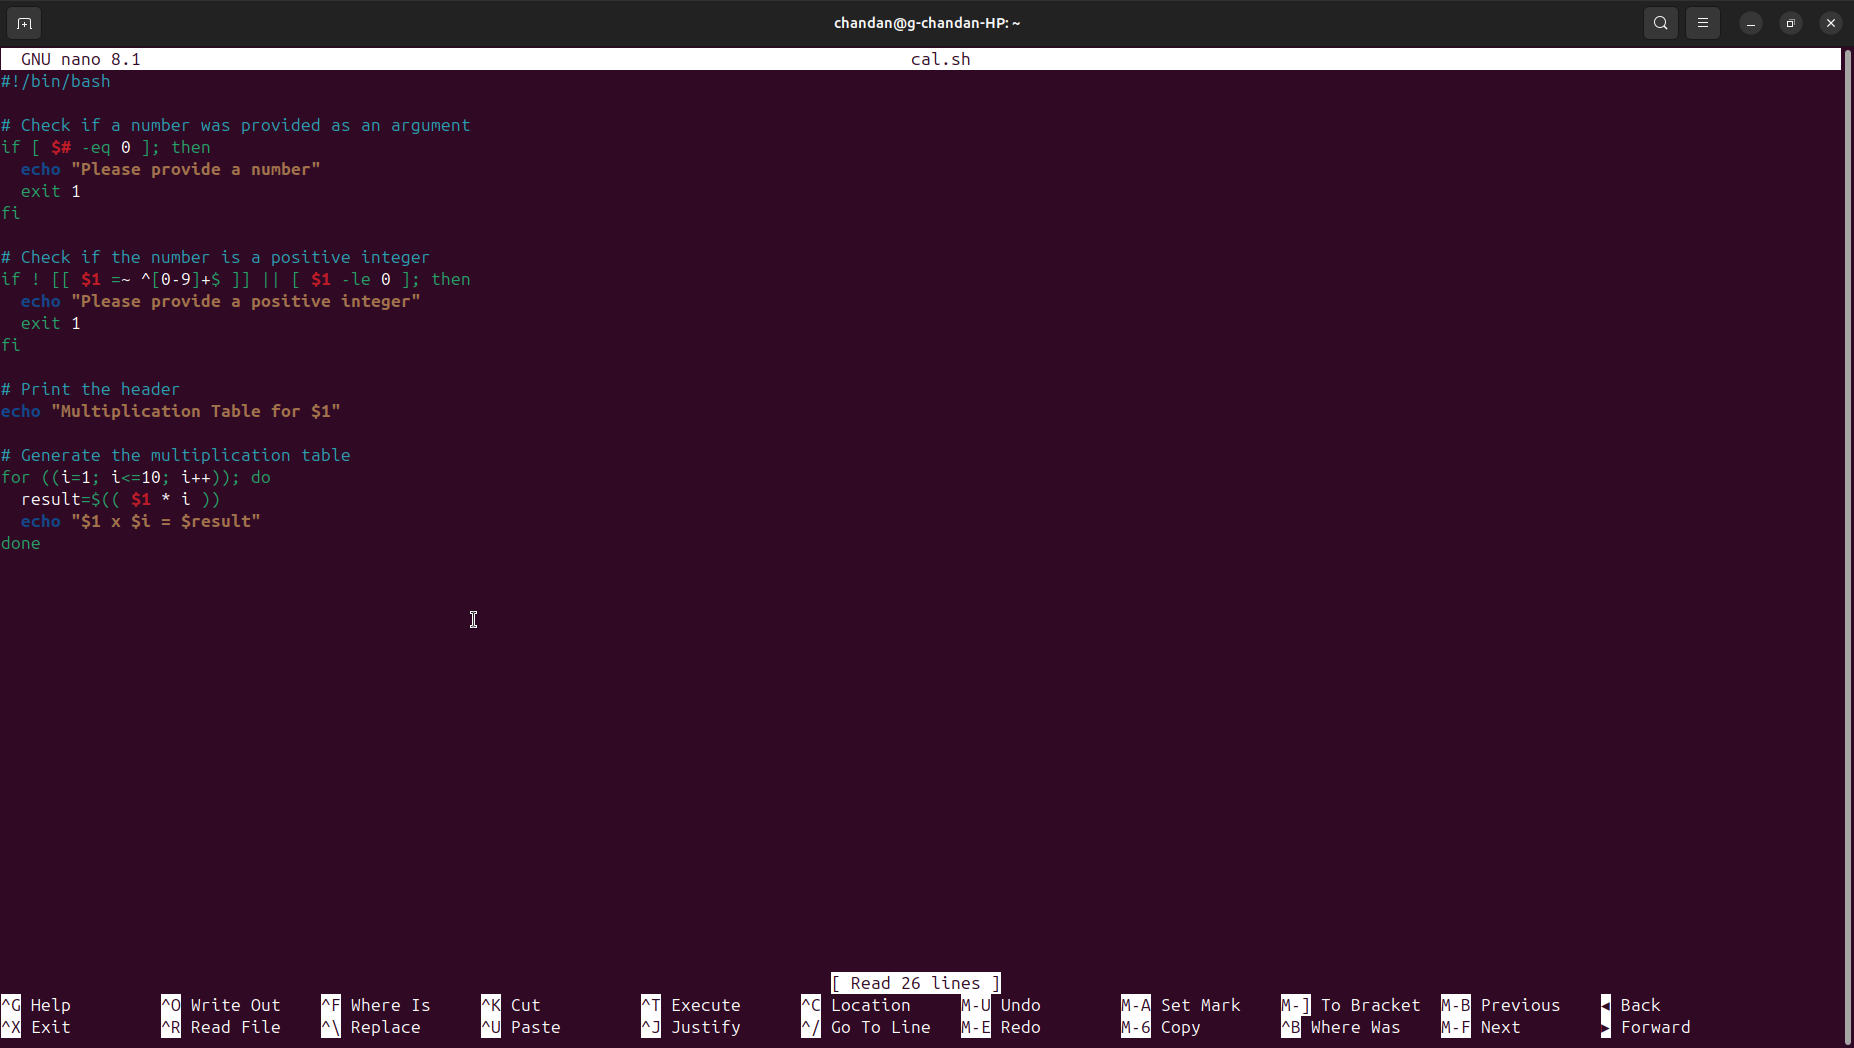 chandan@g-chandan-HP: ~
GNU nano 8.1 cal.sh
#!/bin/bash
# Check if a number was provided as an argument
if [ $# -eq 0 ]; then
  echo "Please provide a number"
  exit 1
fi
# Check if the number is a positive integer
if ! [[ $1 =~ ^[0-9]+$ ]] || [ $1 -le 0 ]; then
  echo "Please provide a positive integer"
  exit 1
fi
# Print the header
echo "Multiplication Table for $1"
# Generate the multiplication table
for ((i=1; i<=10; i++)); do
  result=$(( $1 * i ))
  echo "$1 x $i = $result"
done
[ Read 26 lines ]
^G Help ^O Write Out ^F Where Is ^K Cut ^T Execute ^C Location M-U Undo M-A Set Mark M-] To Bracket M-B Previous ◂ Back
^X Exit ^R Read File ^\ Replace ^U Paste ^J Justify ^/ Go To Line M-E Redo M-6 Copy ^B Where Was M-F Next ▸ Forward